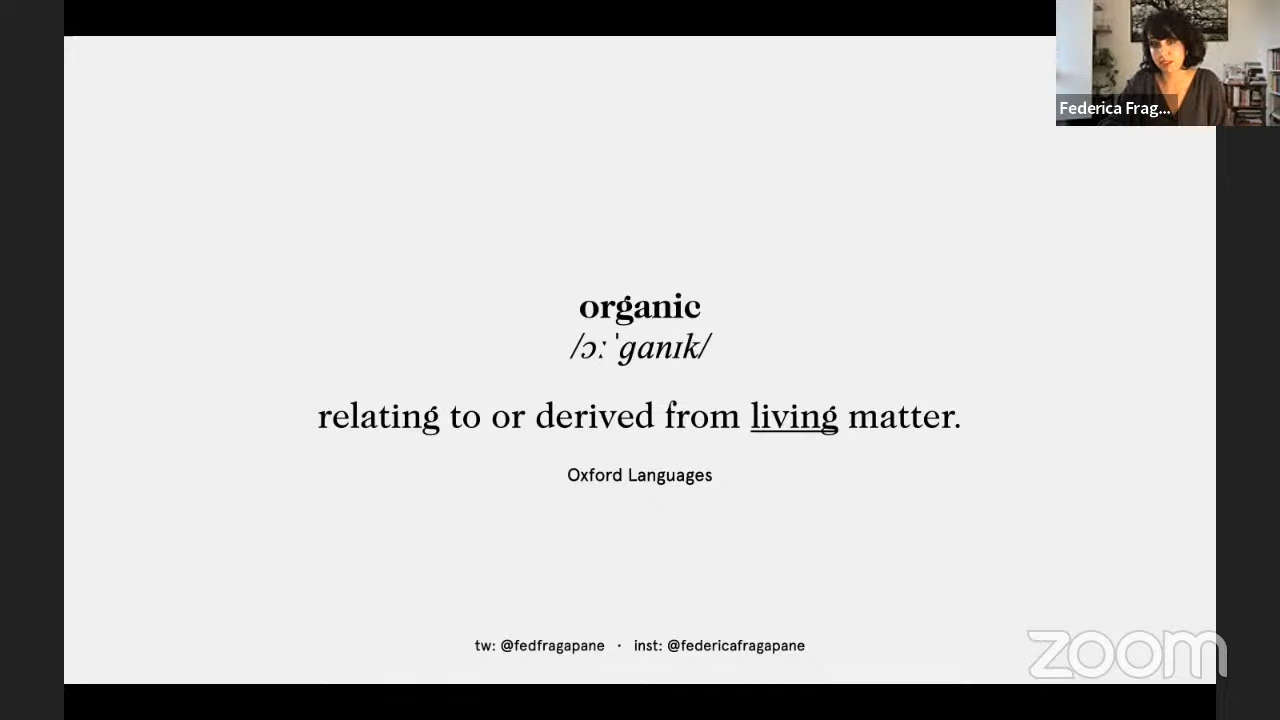 Federica Frag...
organic
/ɔːˈɡanɪk/
relating to or derived from living matter.
Oxford Languages
tw: @fedfragapane · inst: @federicafragapane
zoom